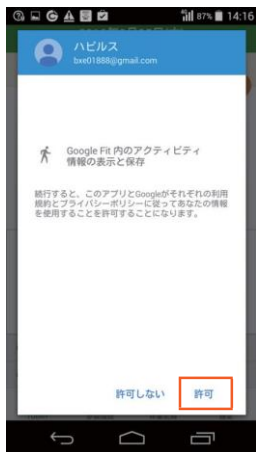 87% 14:16
ハビルス
bxe01888@gmail.com
Google Fit 内のアクティビティ
情報の表示と保存
続行すると、このアプリとGoogleがそれぞれの利用
規約とプライバシーポリシーに従ってあなたの情報
を使用することを許可することになります。
許可しない 許可